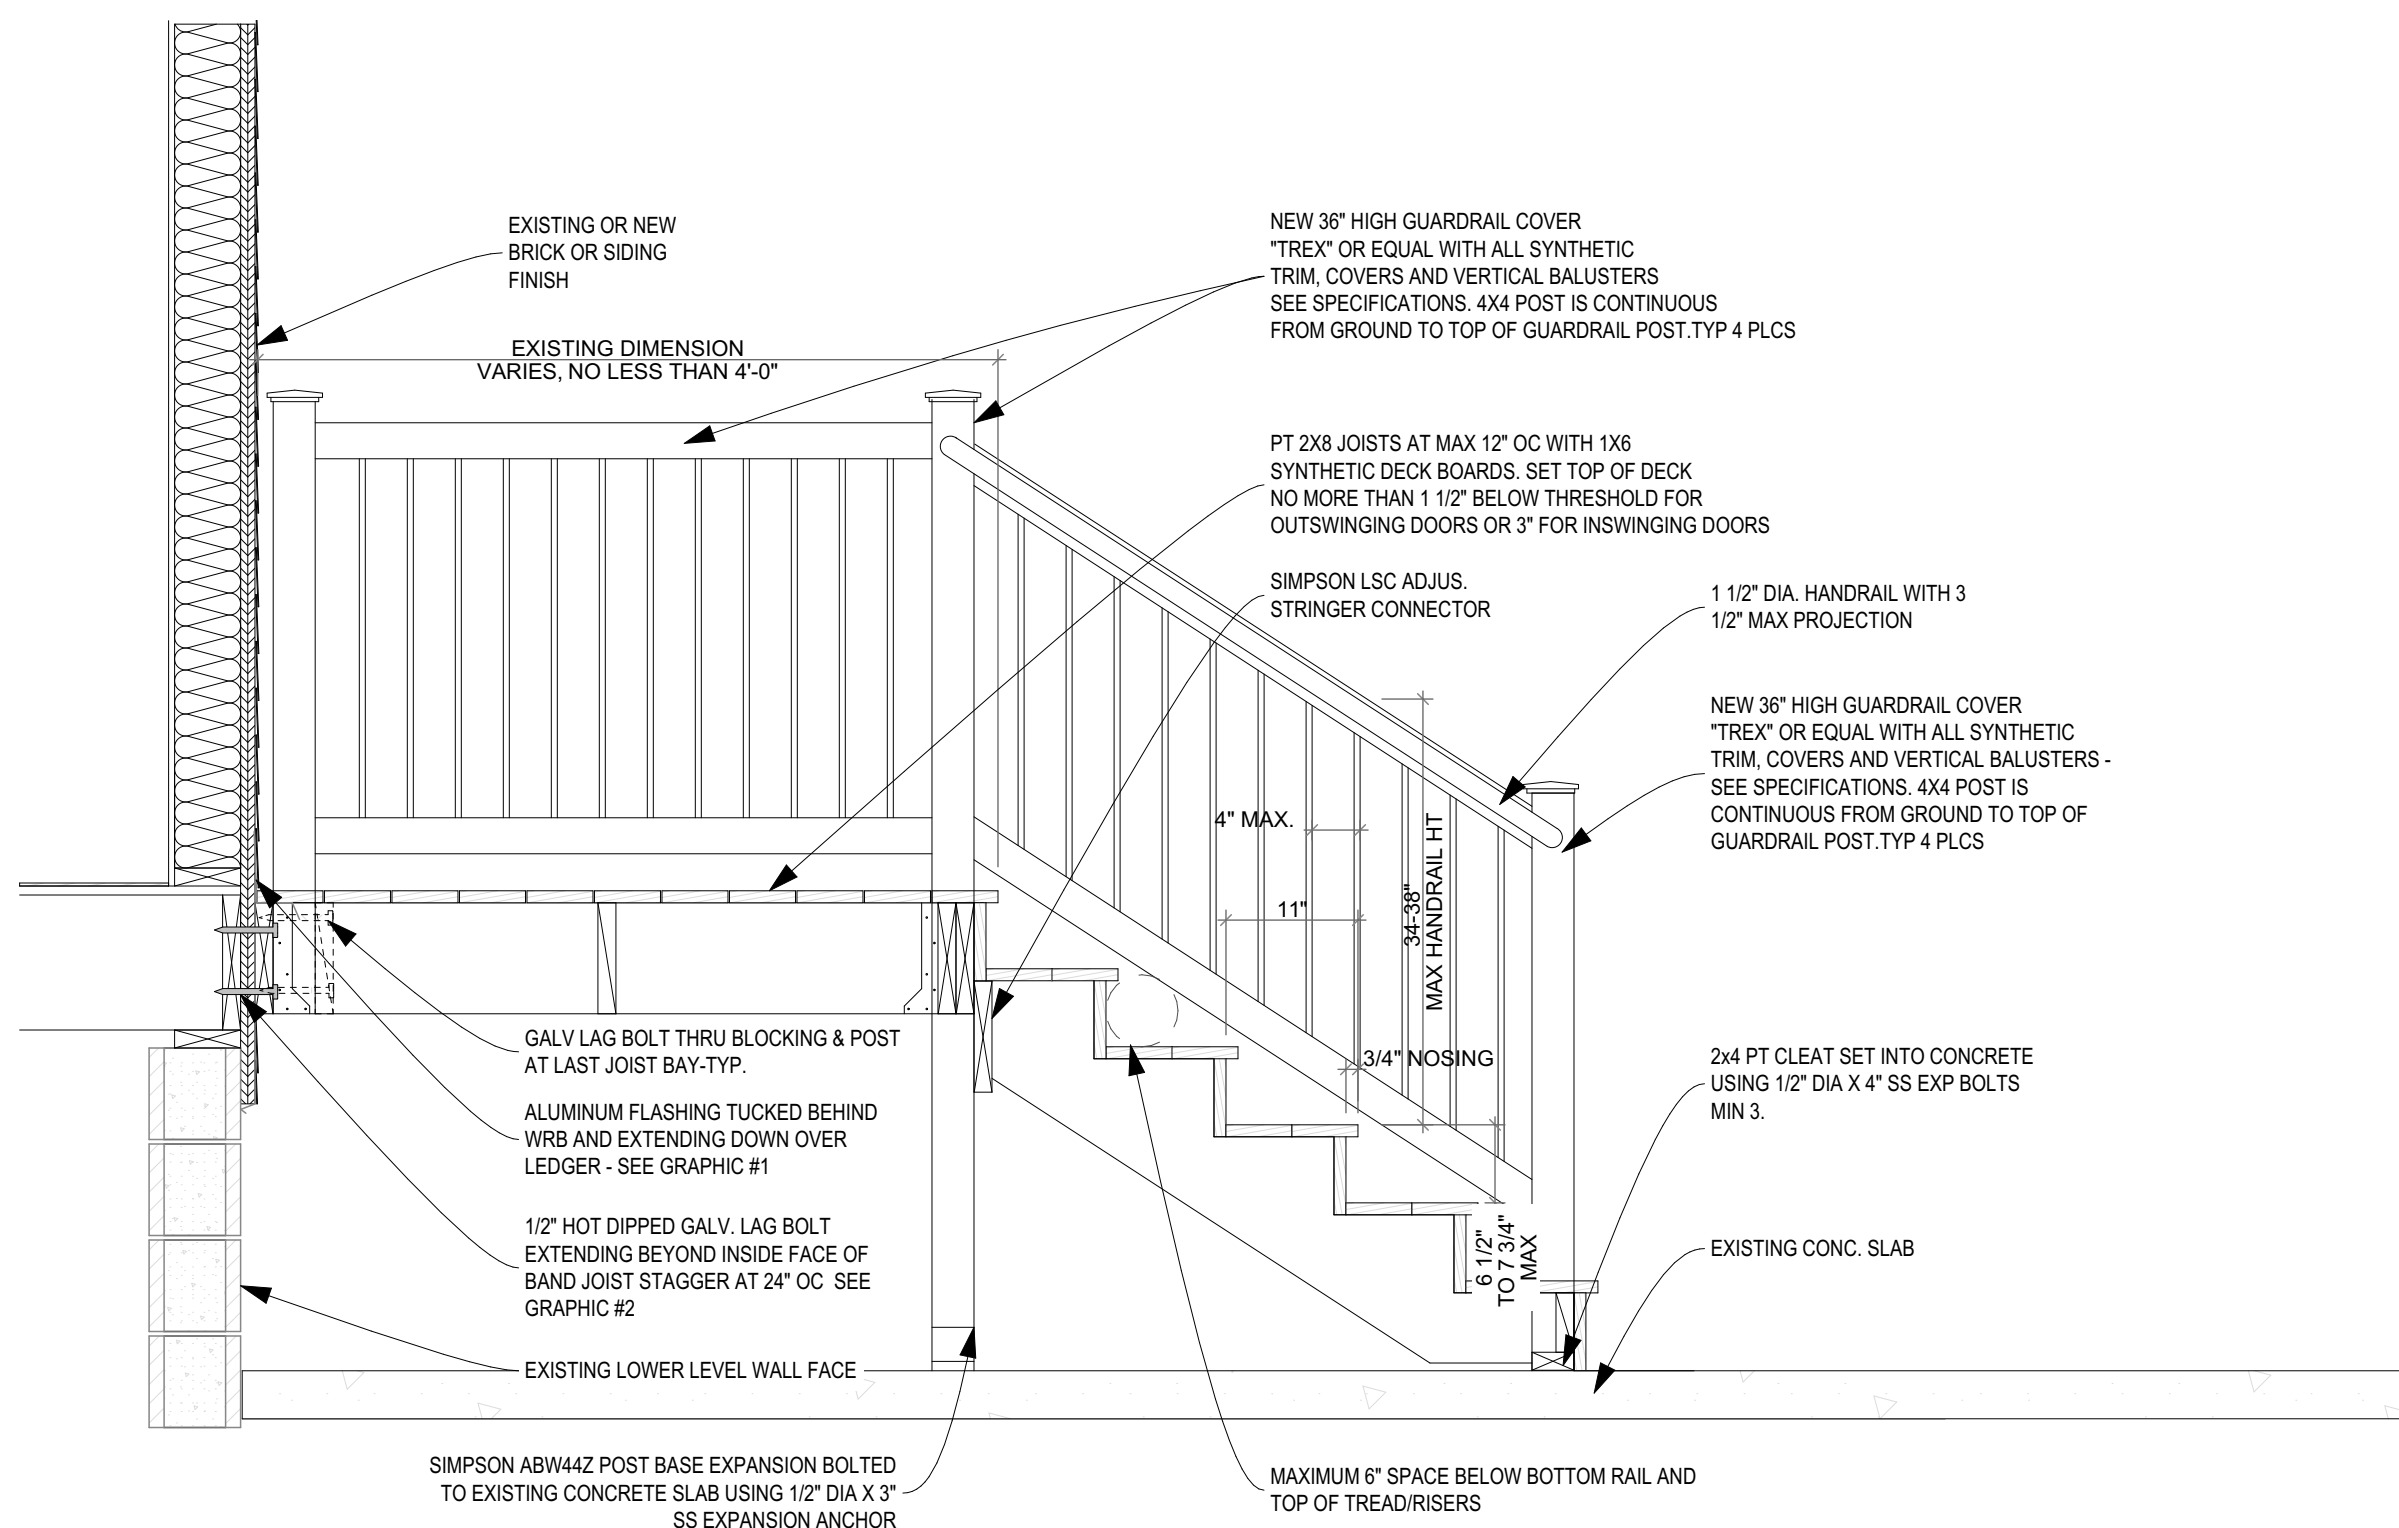 EXISTING OR NEW
BRICK OR SIDING
FINISH
EXISTING DIMENSION
VARIES, NO LESS THAN 4'-0"
NEW 36" HIGH GUARDRAIL COVER
"TREX" OR EQUAL WITH ALL SYNTHETIC
TRIM, COVERS AND VERTICAL BALUSTERS
SEE SPECIFICATIONS. 4X4 POST IS CONTINUOUS
FROM GROUND TO TOP OF GUARDRAIL POST.TYP 4 PLCS
PT 2X8 JOISTS AT MAX 12" OC WITH 1X6
SYNTHETIC DECK BOARDS. SET TOP OF DECK
NO MORE THAN 1 1/2" BELOW THRESHOLD FOR
OUTSWINGING DOORS OR 3" FOR INSWINGING DOORS
SIMPSON LSC ADJUS.
STRINGER CONNECTOR
1 1/2" DIA. HANDRAIL WITH 3
1/2" MAX PROJECTION
NEW 36" HIGH GUARDRAIL COVER
"TREX" OR EQUAL WITH ALL SYNTHETIC
TRIM, COVERS AND VERTICAL BALUSTERS -
SEE SPECIFICATIONS. 4X4 POST IS
CONTINUOUS FROM GROUND TO TOP OF
GUARDRAIL POST.TYP 4 PLCS
4" MAX.
11"
34-38"
MAX HANDRAIL HT
3/4" NOSING
6 1/2"
TO 7 3/4"
MAX
GALV LAG BOLT THRU BLOCKING & POST
AT LAST JOIST BAY-TYP.
ALUMINUM FLASHING TUCKED BEHIND
WRB AND EXTENDING DOWN OVER
LEDGER - SEE GRAPHIC #1
1/2" HOT DIPPED GALV. LAG BOLT
EXTENDING BEYOND INSIDE FACE OF
BAND JOIST STAGGER AT 24" OC SEE
GRAPHIC #2
EXISTING LOWER LEVEL WALL FACE
2x4 PT CLEAT SET INTO CONCRETE
USING 1/2" DIA X 4" SS EXP BOLTS
MIN 3.
EXISTING CONC. SLAB
SIMPSON ABW44Z POST BASE EXPANSION BOLTED
TO EXISTING CONCRETE SLAB USING 1/2" DIA X 3"
SS EXPANSION ANCHOR
MAXIMUM 6" SPACE BELOW BOTTOM RAIL AND
TOP OF TREAD/RISERS